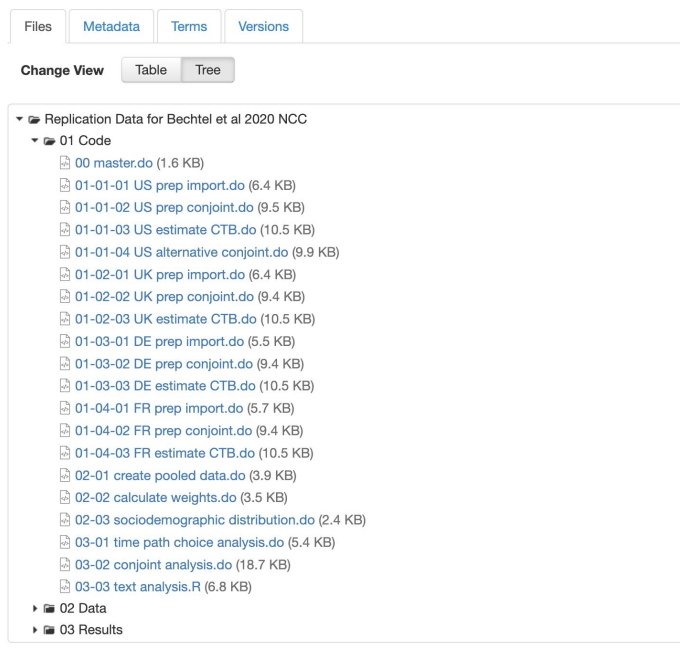 Files Metadata Terms Versions
Change View Table Tree
Replication Data for Bechtel et al 2020 NCC
01 Code
00 master.do (1.6 KB)
01-01-01 US prep import.do (6.4 KB)
01-01-02 US prep conjoint.do (9.5 KB)
01-01-03 US estimate CTB.do (10.5 KB)
01-01-04 US alternative conjoint.do (9.9 KB)
01-02-01 UK prep import.do (6.4 KB)
01-02-02 UK prep conjoint.do (9.4 KB)
01-02-03 UK estimate CTB.do (10.5 KB)
01-03-01 DE prep import.do (5.5 KB)
01-03-02 DE prep conjoint.do (9.4 KB)
01-03-03 DE estimate CTB.do (10.5 KB)
01-04-01 FR prep import.do (5.7 KB)
01-04-02 FR prep conjoint.do (9.4 KB)
01-04-03 FR estimate CTB.do (10.5 KB)
02-01 create pooled data.do (3.9 KB)
02-02 calculate weights.do (3.5 KB)
02-03 sociodemographic distribution.do (2.4 KB)
03-01 time path choice analysis.do (5.4 KB)
03-02 conjoint analysis.do (18.7 KB)
03-03 text analysis.R (6.8 KB)
02 Data
03 Results